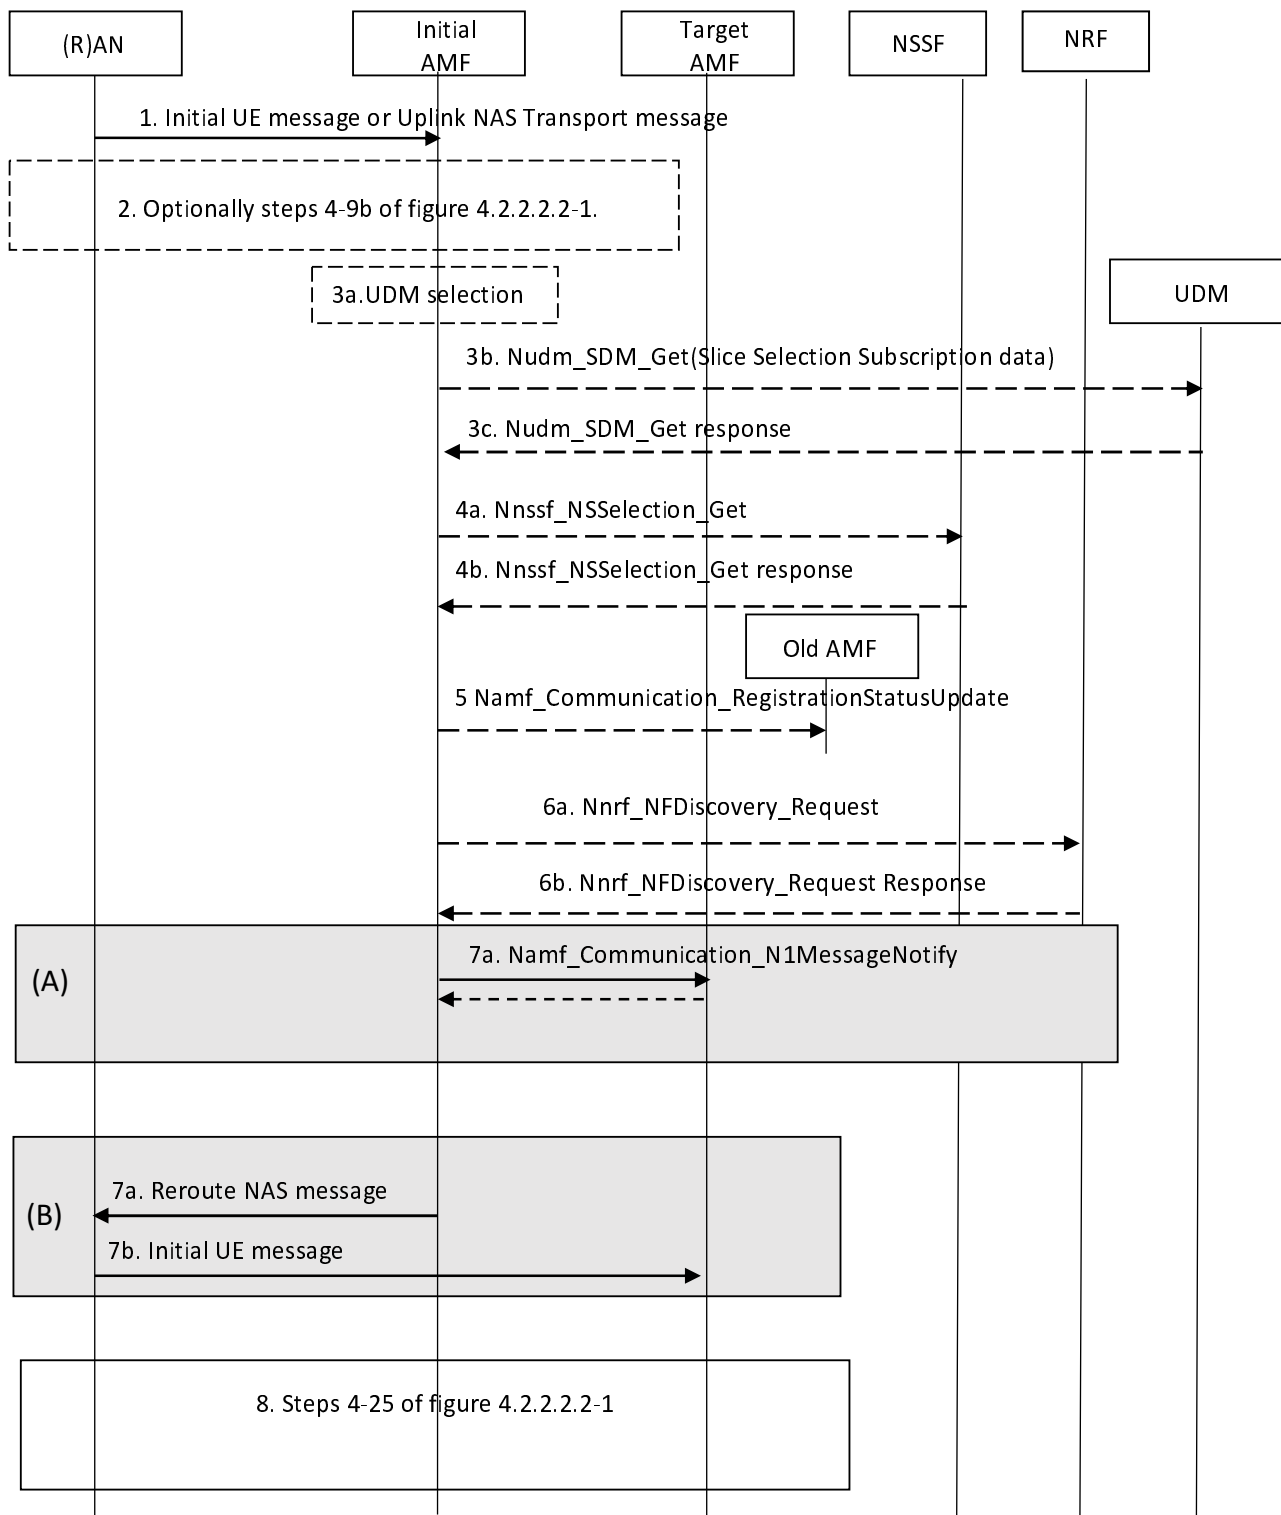 (R)AN
Initial
AMF
Target
AMF
NSSF
NRF
1. Initial UE message or Uplink NAS Transport message
2. Optionally steps 4-9b of figure 4.2.2.2.2-1.
3a.UDM selection
UDM
3b. Nudm_SDM_Get(Slice Selection Subscription data)
3c. Nudm_SDM_Get response
4a. Nnssf_NSSelection_Get
4b. Nnssf_NSSelection_Get response
Old AMF
5 Namf_Communication_RegistrationStatusUpdate
6a. Nnrf_NFDiscovery_Request
6b. Nnrf_NFDiscovery_Request Response
(A)
7a. Namf_Communication_N1MessageNotify
(B)
7a. Reroute NAS message
7b. Initial UE message
8. Steps 4-25 of figure 4.2.2.2.2-1